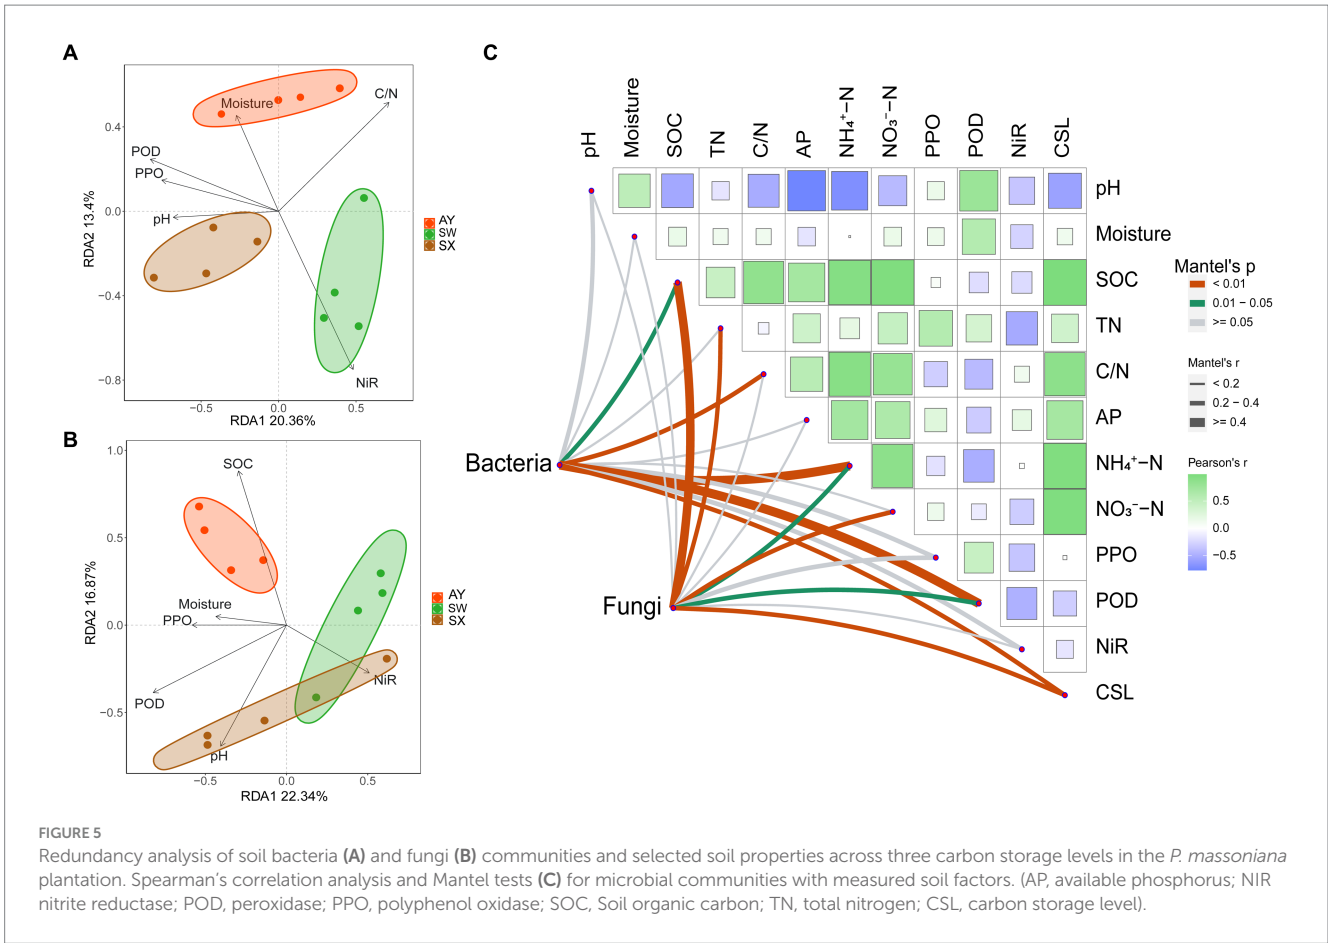 A
0.4
0.0
−0.4
−0.8
RDA2 13.4%
Moisture
C/N
POD
PPO
pH
NiR
−0.5
0.0
0.5
RDA1 20.36%
AY
SW
SX
B
1.0
0.5
0.0
−0.5
RDA2 16.87%
SOC
Moisture
PPO
POD
pH
NiR
−0.5
0.0
0.5
RDA1 22.34%
AY
SW
SX
C
pH
Moisture
SOC
TN
C/N
AP
NH₄⁺−N
NO₃⁻−N
PPO
POD
NiR
CSL
pH
Moisture
SOC
TN
C/N
AP
NH₄⁺−N
NO₃⁻−N
PPO
POD
NiR
CSL
Bacteria
Fungi
Mantel's p
< 0.01
0.01 − 0.05
>= 0.05
Mantel's r
< 0.2
0.2 − 0.4
>= 0.4
Pearson's r
0.5
0.0
−0.5
FIGURE 5
Redundancy analysis of soil bacteria (A) and fungi (B) communities and selected soil properties across three carbon storage levels in the P. massoniana
plantation. Spearman's correlation analysis and Mantel tests (C) for microbial communities with measured soil factors. (AP, available phosphorus; NIR
nitrite reductase; POD, peroxidase; PPO, polyphenol oxidase; SOC, Soil organic carbon; TN, total nitrogen; CSL, carbon storage level).